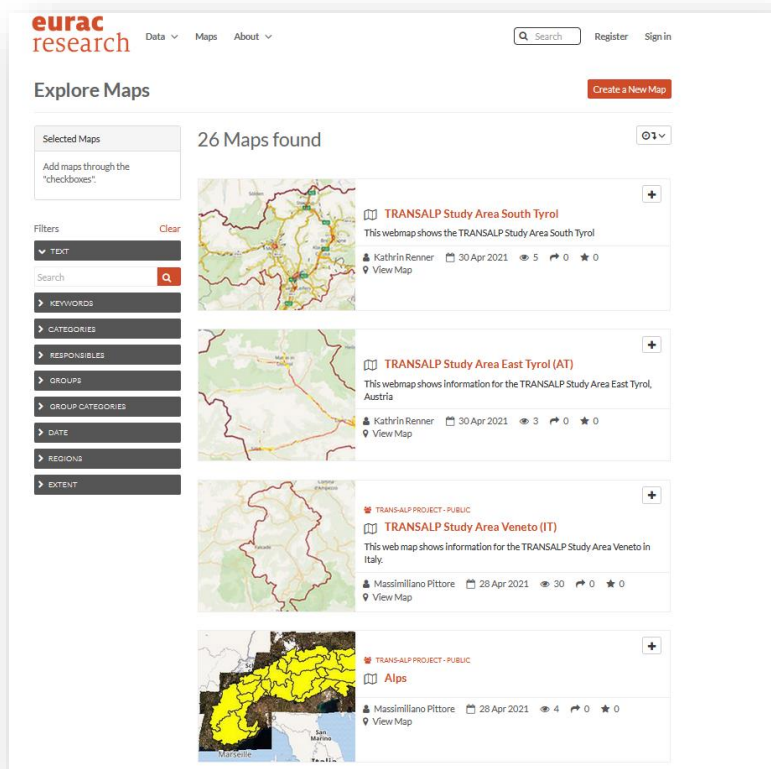 eurac
research
Data Maps About Search Register Sign in
Explore Maps
Create a New Map
Selected Maps
Add maps through the
"checkboxes".
26 Maps found
Filters Clear
TEXT
Search
KEYWORDS
CATEGORIES
RESPONSIBLES
GROUPS
GROUP CATEGORIES
DATE
REGIONS
EXTENT
TRANSALP Study Area South Tyrol
This webmap shows the TRANSALP Study Area South Tyrol
Kathrin Renner 30 Apr 2021 5 0 0
View Map
TRANSALP Study Area East Tyrol (AT)
This webmap shows information for the TRANSALP Study Area East Tyrol,
Austria
Kathrin Renner 30 Apr 2021 3 0 0
View Map
TRANS-ALP PROJECT - PUBLIC
TRANSALP Study Area Veneto (IT)
This web map shows information for the TRANSALP Study Area Veneto in
Italy.
Massimiliano Pittore 28 Apr 2021 30 0 0
View Map
TRANS-ALP PROJECT - PUBLIC
Alps
Massimiliano Pittore 28 Apr 2021 4 0 0
View Map
San
Marino
Marseille
Italia